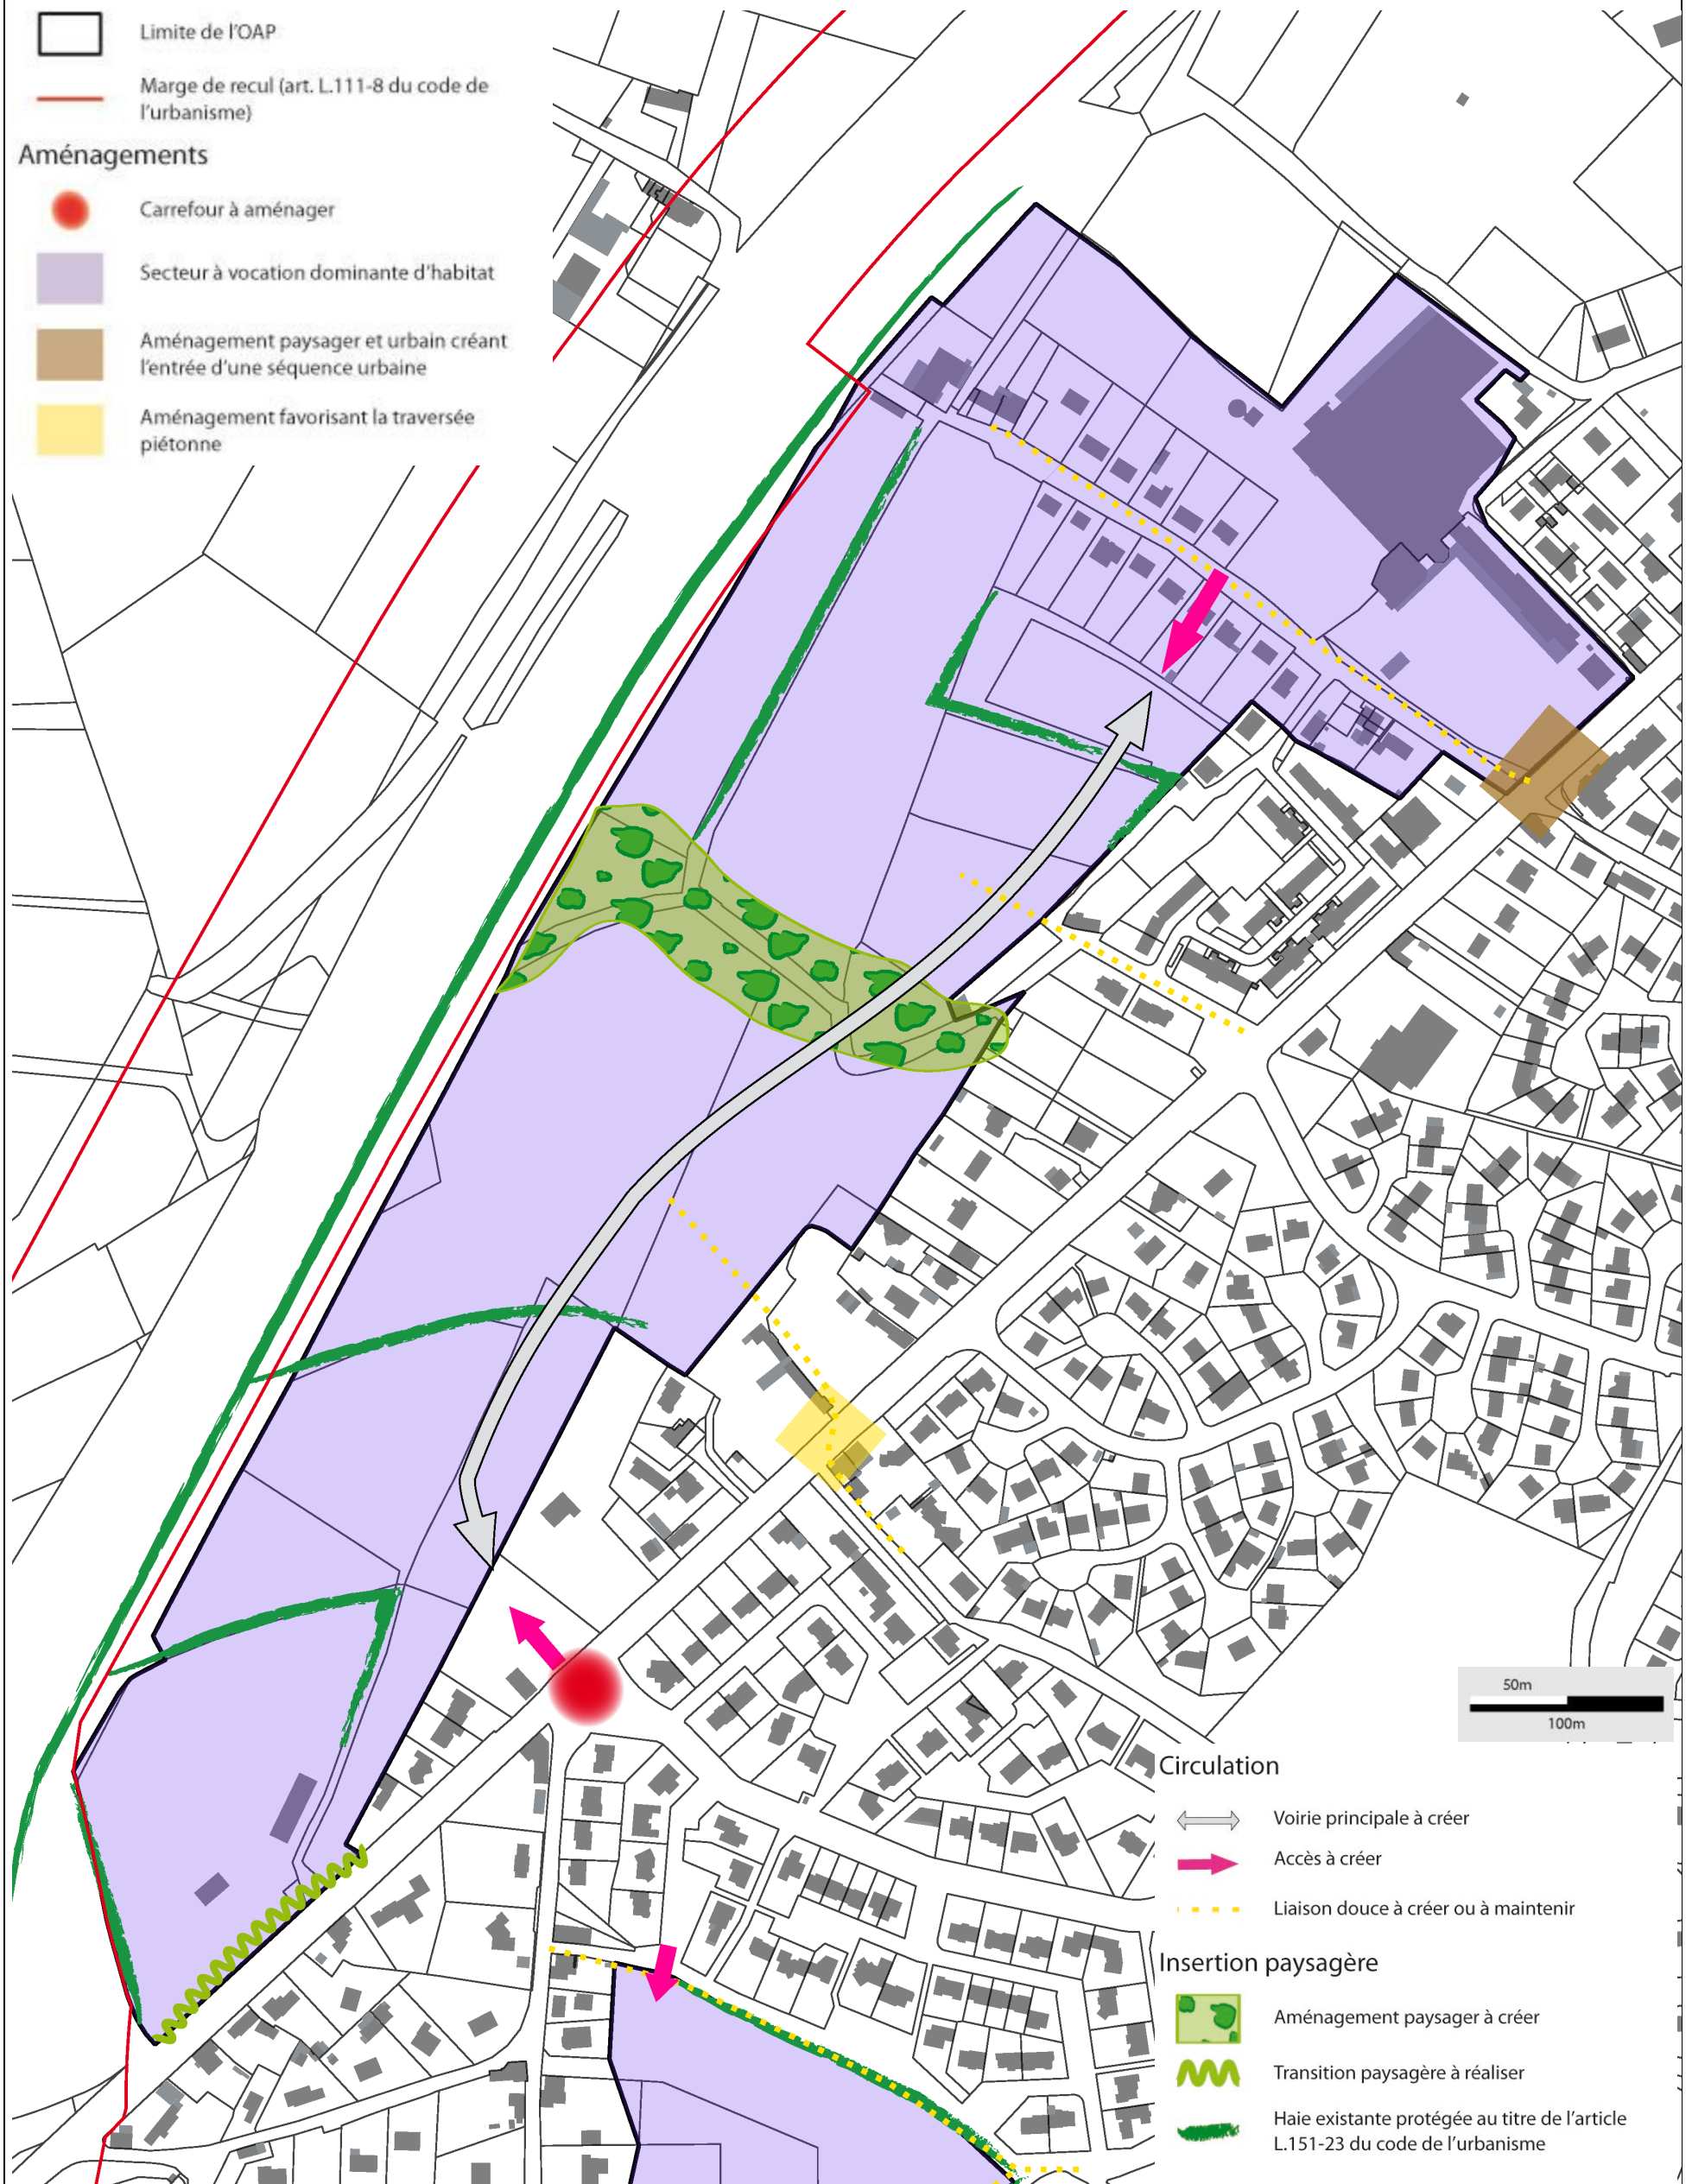 Limite de l'OAP
Marge de recul (art. L.111-8 du code de
l'urbanisme)
Aménagements
Carrefour à aménager
Secteur à vocation dominante d'habitat
Aménagement paysager et urbain créant
l'entrée d'une séquence urbaine
Aménagement favorisant la traversée
piétonne
50m
100m
Circulation
Voirie principale à créer
Accès à créer
Liaison douce à créer ou à maintenir
Insertion paysagère
Aménagement paysager à créer
Transition paysagère à réaliser
Haie existante protégée au titre de l'article
L.151-23 du code de l'urbanisme